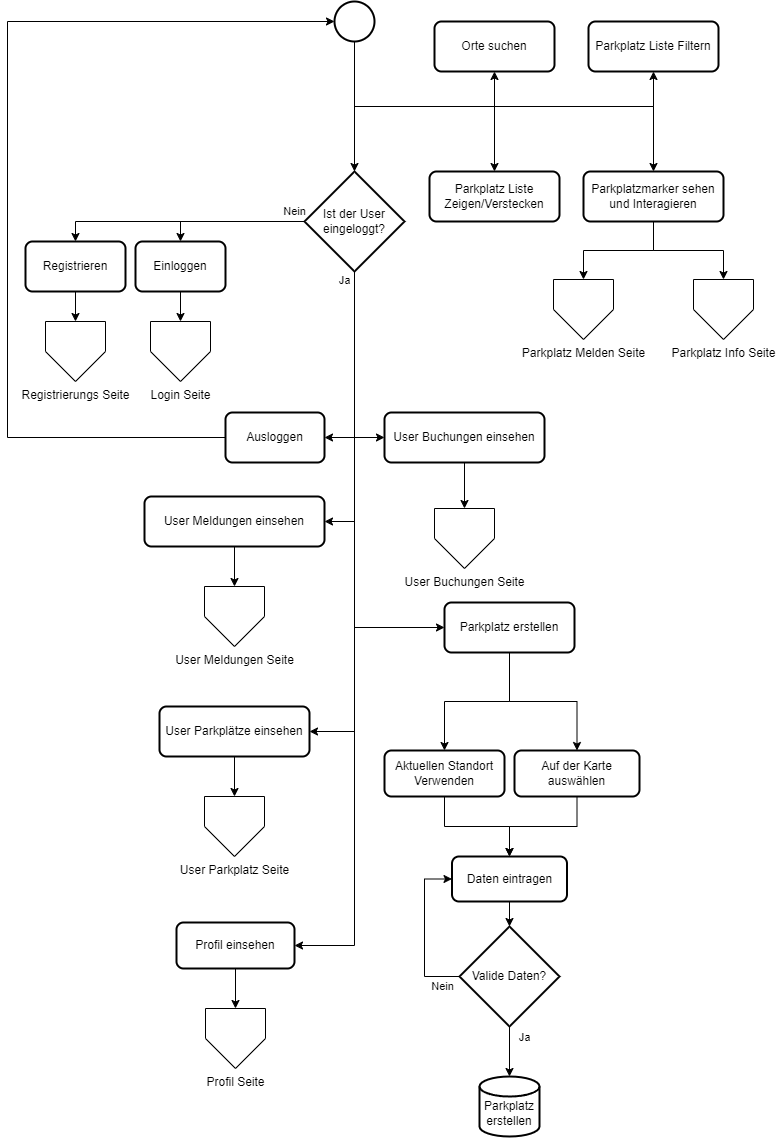 Orte suchen
Parkplatz Liste Filtern
Parkplatz Liste
Zeigen/Verstecken
Parkplatzmarker sehen
und Interagieren
Nein
Ist der User
eingeloggt?
Ja
Registrieren
Einloggen
Parkplatz Melden Seite
Parkplatz Info Seite
Registrierungs Seite
Login Seite
Ausloggen
User Buchungen einsehen
User Meldungen einsehen
User Buchungen Seite
Parkplatz erstellen
User Meldungen Seite
User Parkplätze einsehen
Aktuellen Standort
Verwenden
Auf der Karte
auswählen
User Parkplatz Seite
Daten eintragen
Profil einsehen
Valide Daten?
Nein
Ja
Profil Seite
Parkplatz
erstellen